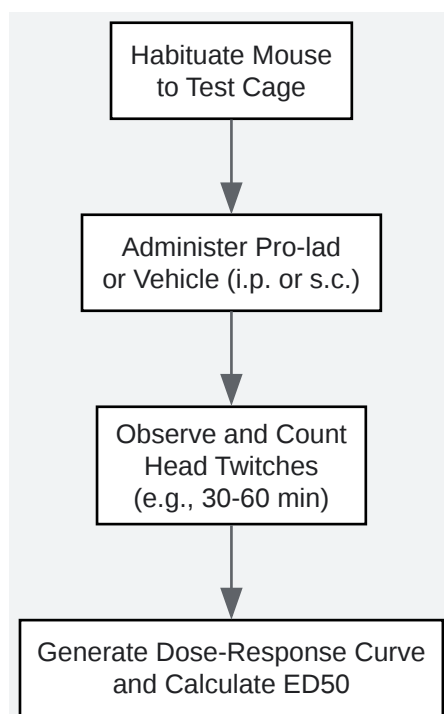 Habituate Mouse
to Test Cage
Administer Pro-lad
or Vehicle (i.p. or s.c.)
Observe and Count
Head Twitches
(e.g., 30-60 min)
Generate Dose-Response Curve
and Calculate ED50